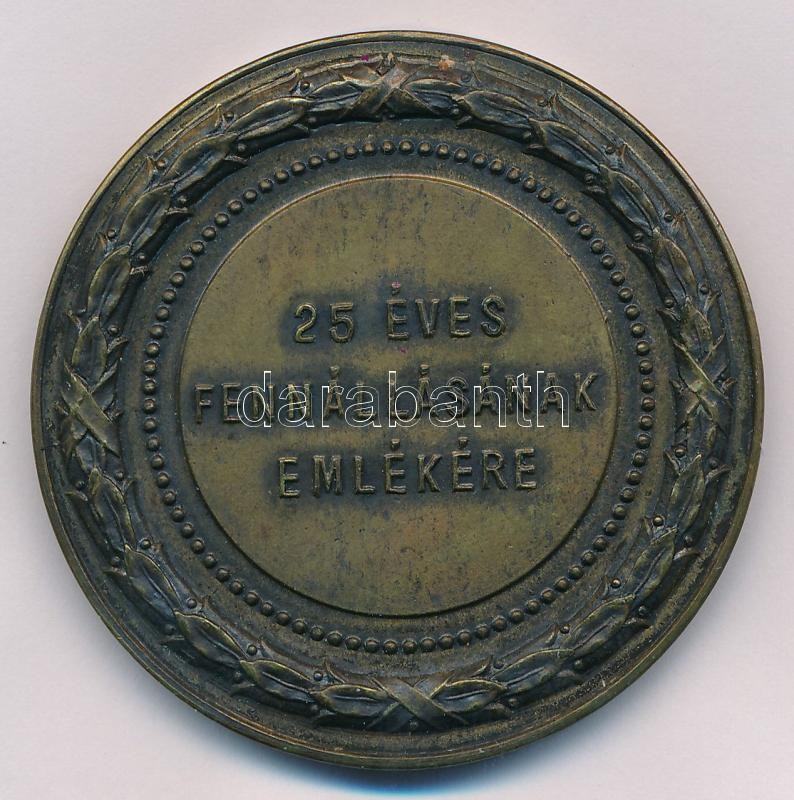 25 ÉVES
FENNÁLLÁSÁNAK
darabanth
EMLÉKÉRE